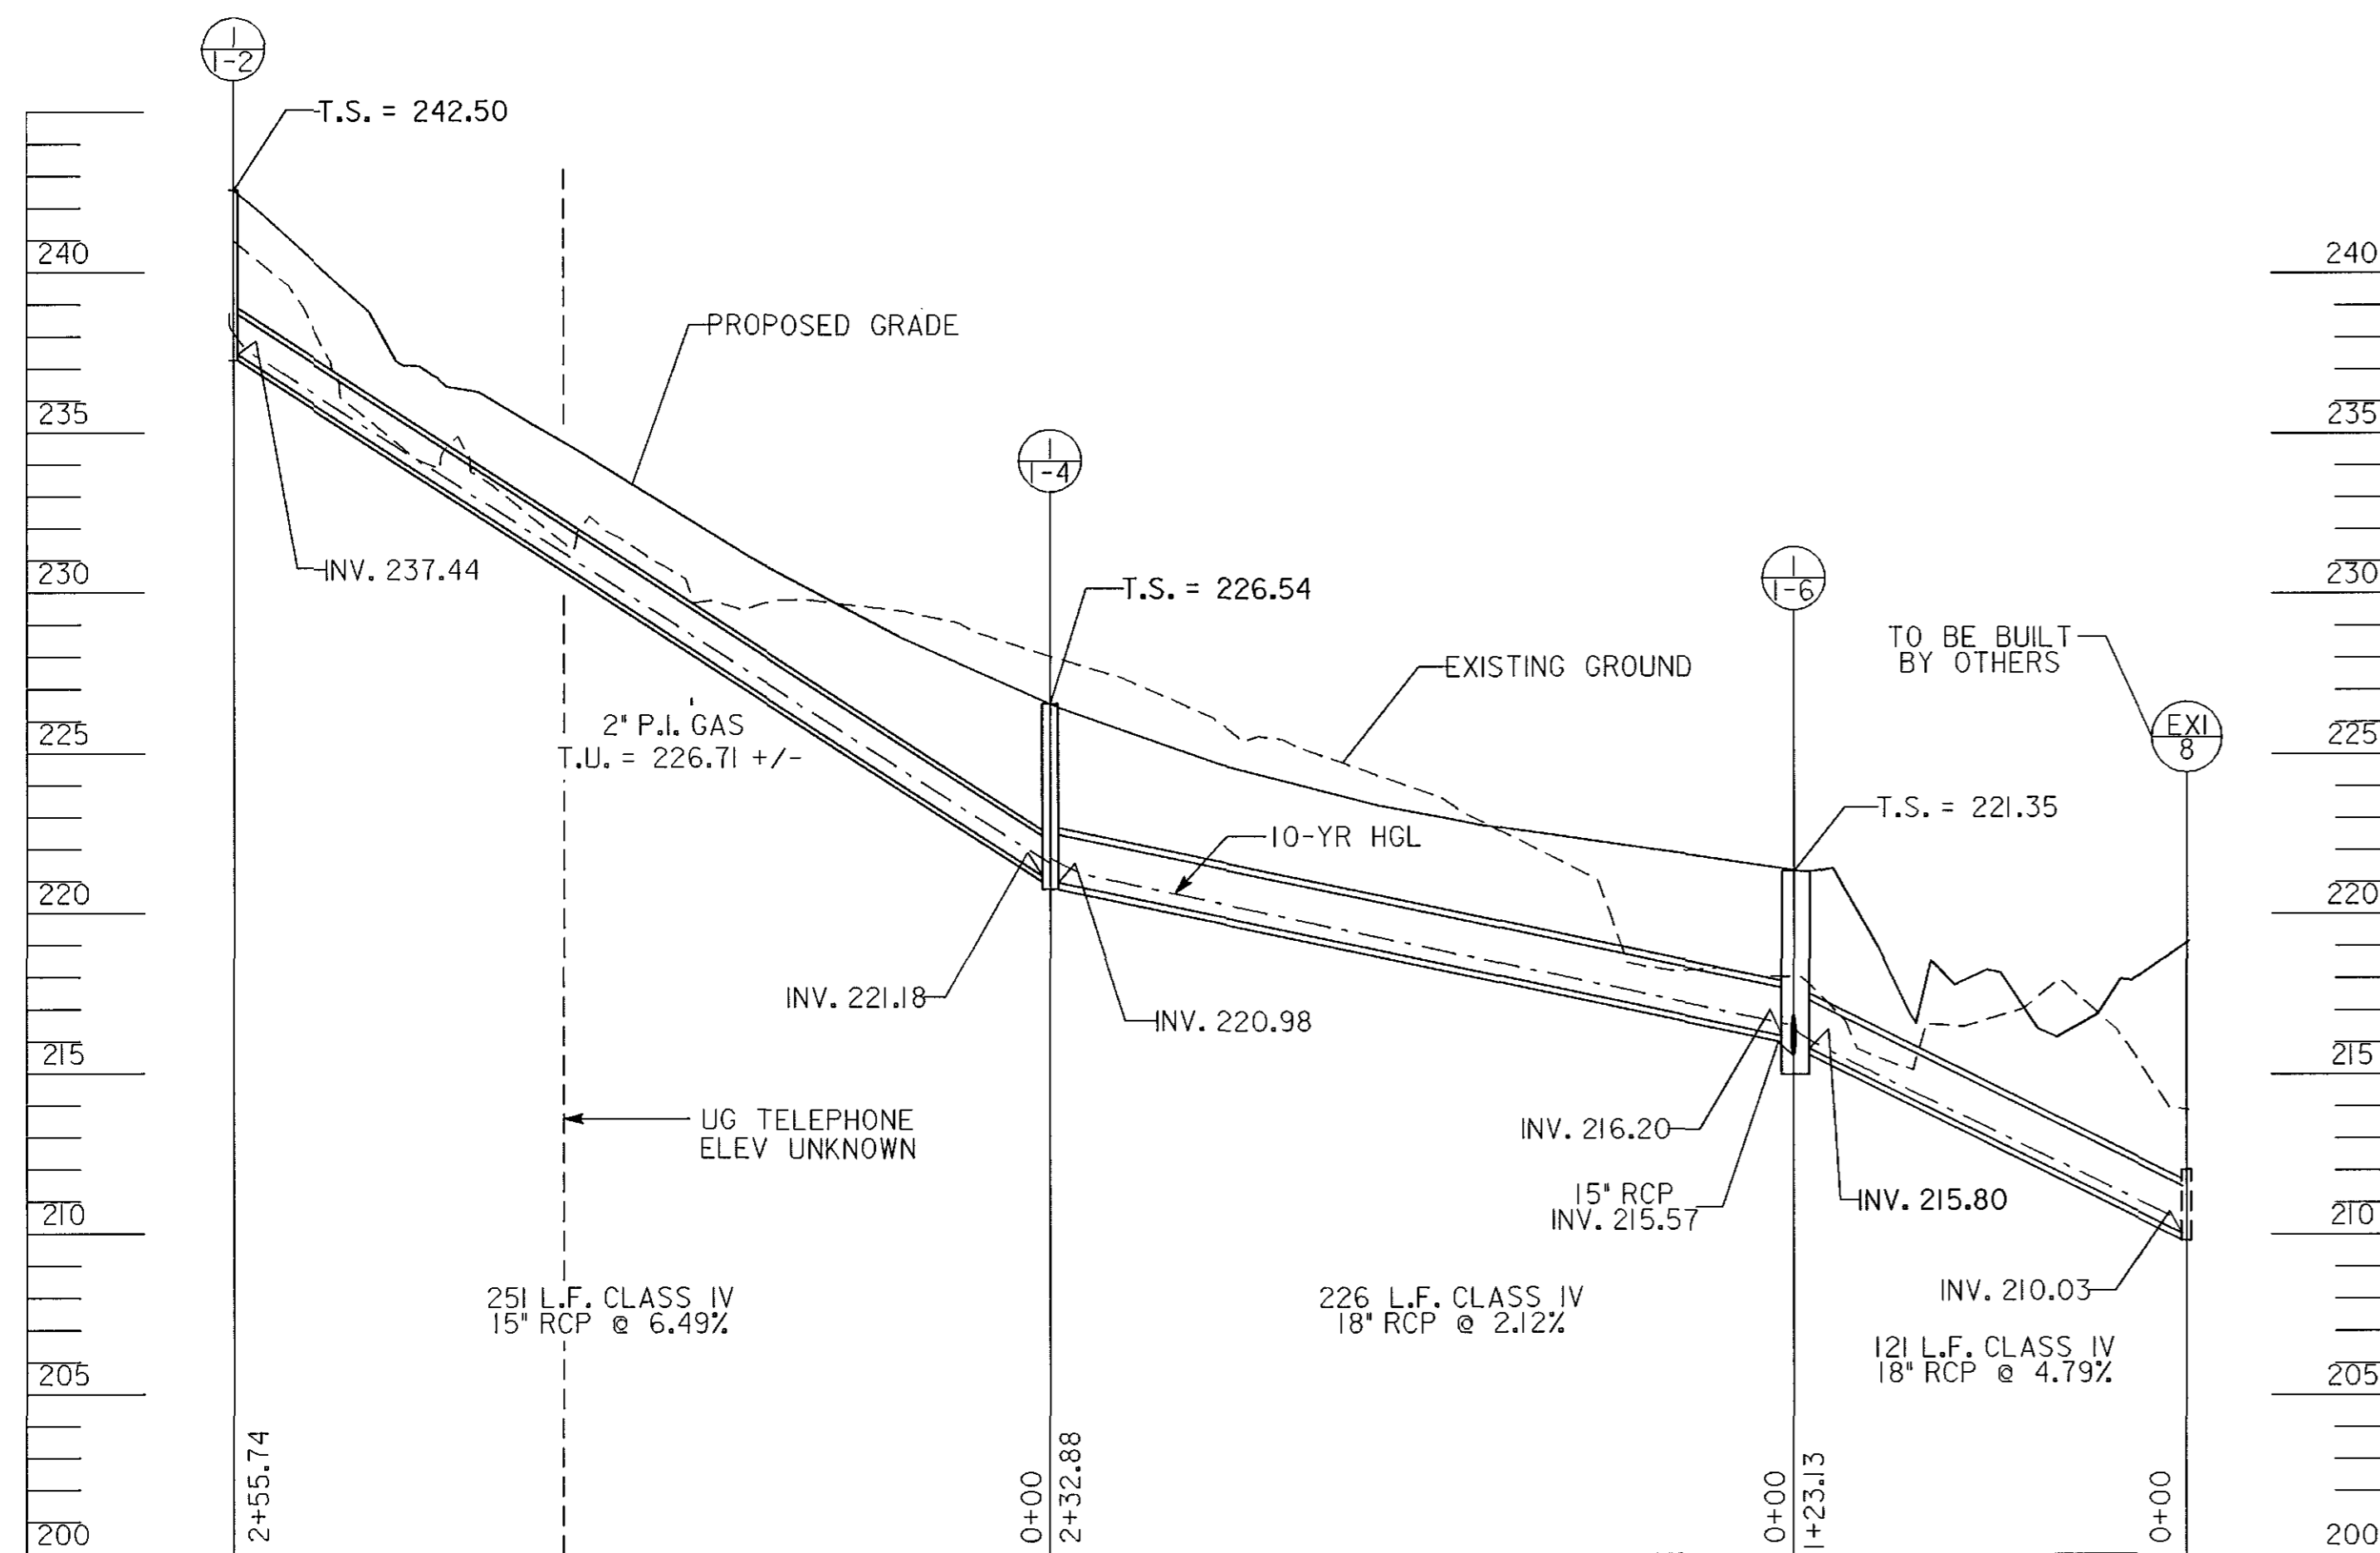 1
1-2
T.S. = 242.50
240
240
PROPOSED GRADE
235
235
1
1-4
INV. 237.44
230
T.S. = 226.54
1
1-6
230
TO BE BUILT
BY OTHERS
EXISTING GROUND
2" P.I. GAS
T.U. = 226.71 +/-
225
EXI
8
225
T.S. = 221.35
10-YR HGL
220
220
INV. 221.18
INV. 220.98
215
215
UG TELEPHONE
ELEV UNKNOWN
INV. 216.20
15" RCP
INV. 215.57
INV. 215.80
210
210
INV. 210.03
251 L.F. CLASS IV
15" RCP @ 6.49%
226 L.F. CLASS IV
18" RCP @ 2.12%
121 L.F. CLASS IV
18" RCP @ 4.79%
205
205
2+55.74
0+00
2+32.88
0+00
1+23.13
0+00
200
200